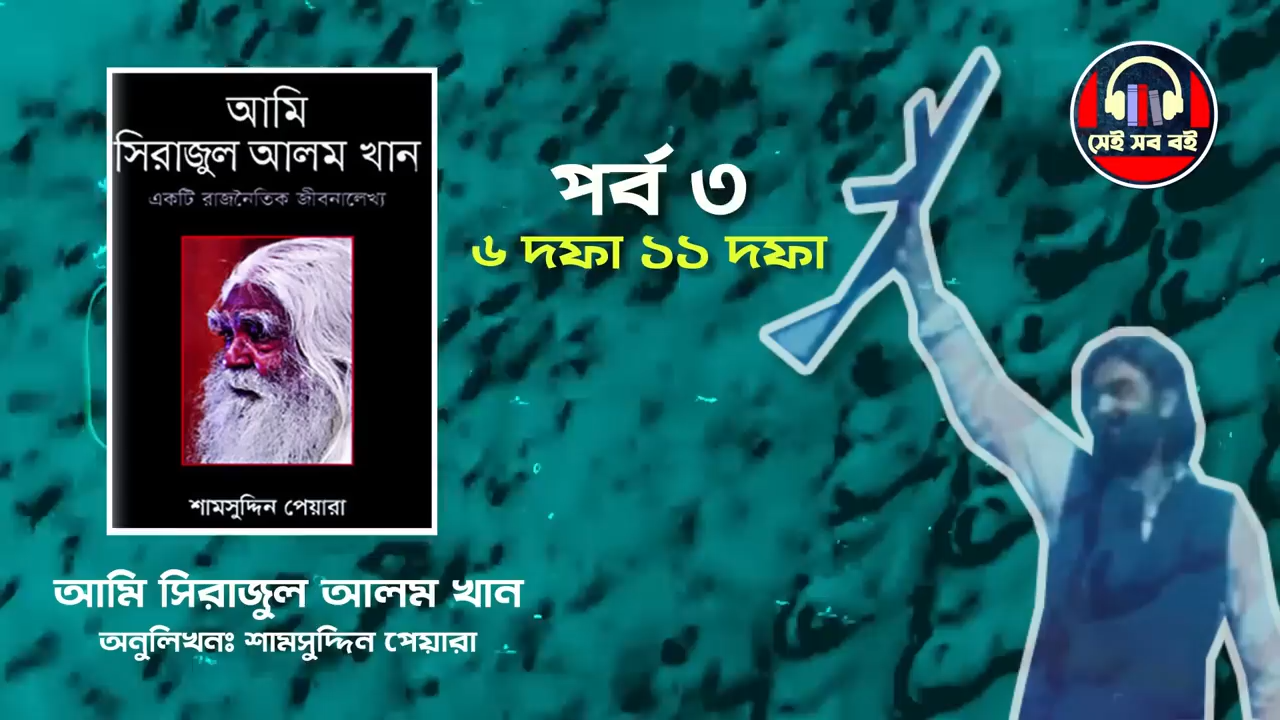 আমি
সিরাজুল আলম খান
একটি রাজনৈতিক জীবনালেখ্য
শামসুদ্দিন পেয়ারা
পর্ব ৩
৬ দফা ১১ দফা
সেই সব বই
আমি সিরাজুল আলম খান
অনুলিখনঃ শামসুদ্দিন পেয়ারা